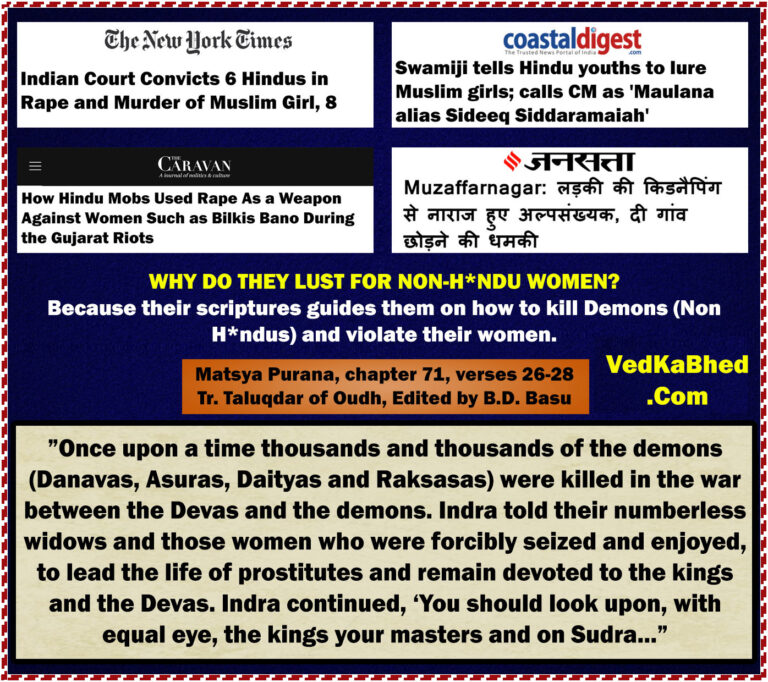 The New York Times
Indian Court Convicts 6 Hindus in
Rape and Murder of Muslim Girl, 8
coastaldigest
.com
The Trusted News Portal of India
Swamiji tells Hindu youths to lure
Muslim girls; calls CM as 'Maulana
alias Sideeq Siddaramaiah'
THE
CARAVAN
A journal of politics & culture
How Hindu Mobs Used Rape As a Weapon
Against Women Such as Bilkis Bano During
the Gujarat Riots
जनसत्ता
Muzaffarnagar: लड़की की किडनैपिंग
से नाराज हुए अल्पसंख्यक, दी गांव
छोड़ने की धमकी
WHY DO THEY LUST FOR NON-H*NDU WOMEN?
Because their scriptures guides them on how to kill Demons (Non
H*ndus) and violate their women.
Matsya Purana, chapter 71, verses 26-28
Tr. Taluqdar of Oudh, Edited by B.D. Basu
VedKaBhed
.Com
”Once upon a time thousands and thousands of the demons
(Danavas, Asuras, Daityas and Raksasas) were killed in the war
between the Devas and the demons. Indra told their numberless
widows and those women who were forcibly seized and enjoyed,
to lead the life of prostitutes and remain devoted to the kings
and the Devas. Indra continued, ‘You should look upon, with
equal eye, the kings your masters and on Sudra...”